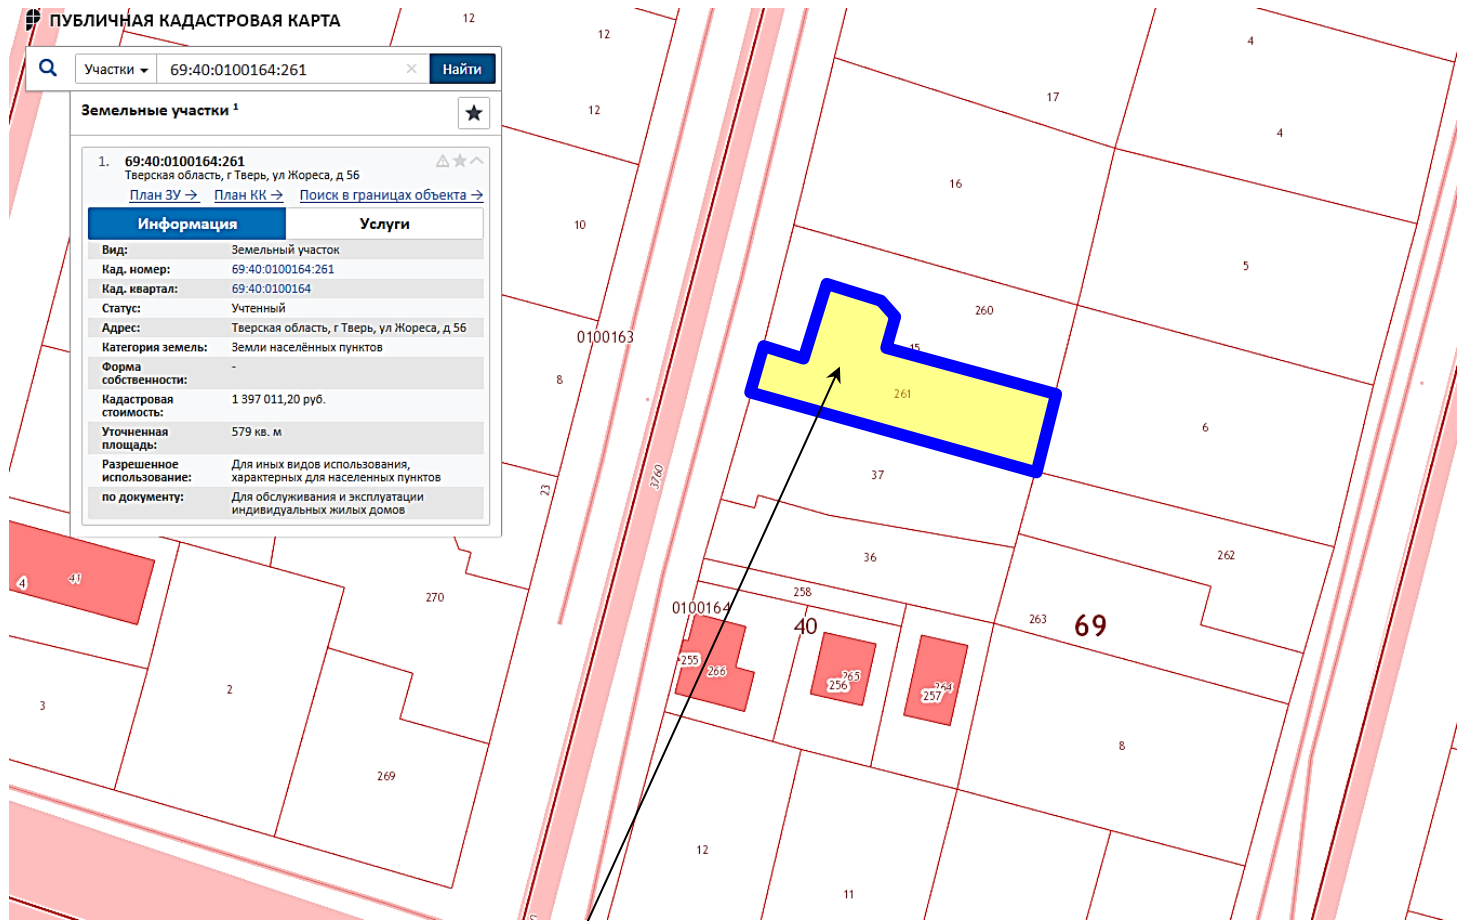 ПУБЛИЧНАЯ КАДАСТРОВАЯ КАРТА
Участки
69:40:0100164:261
×
Найти
Земельные участки 1
1. 69:40:0100164:261
Тверская область, г Тверь, ул Жореса, д 56
План ЗУ → План КК → Поиск в границах объекта →
Информация Услуги
Вид: Земельный участок
Кад. номер: 69:40:0100164:261
Кад. квартал: 69:40:0100164
Статус: Учтенный
Адрес: Тверская область, г Тверь, ул Жореса, д 56
Категория земель: Земли населённых пунктов
Форма
собственности: -
Кадастровая
стоимость: 1 397 011,20 руб.
Уточненная
площадь: 579 кв. м
Разрешенное
использование: Для иных видов использования,
характерных для населенных пунктов
по документу: Для обслуживания и эксплуатации
индивидуальных жилых домов
12
12
4
17
12
4
16
10
5
260
0100163
15
8
261
6
37
3760
23
36
262
41
4
258
270
0100164
40
263
69
255
266
265
256
264
257
2
3
8
269
12
11